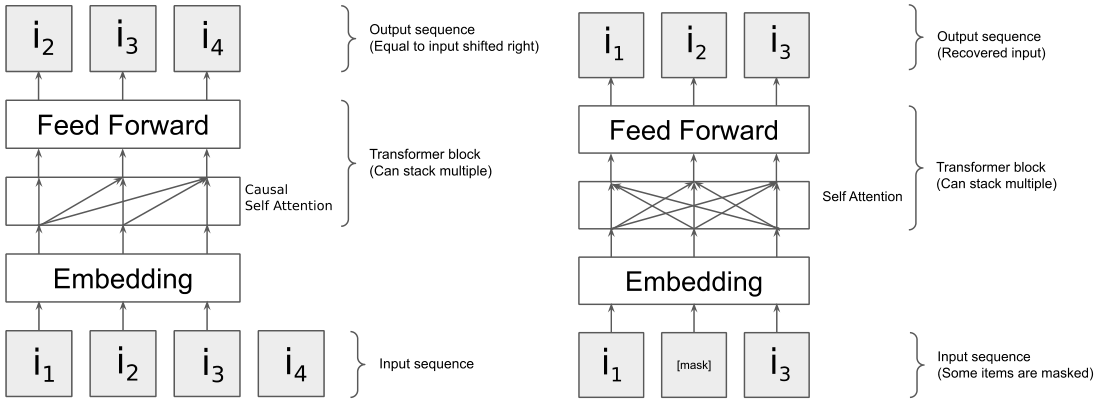 i2 i3 i4
Output sequence
(Equal to input shifted right)
Feed Forward
Transformer block
(Can stack multiple)
Causal
Self Attention
Embedding
i1 i2 i3 i4
Input sequence
i1 i2 i3
Output sequence
(Recovered input)
Feed Forward
Transformer block
(Can stack multiple)
Self Attention
Embedding
i1 [mask] i3
Input sequence
(Some items are masked)